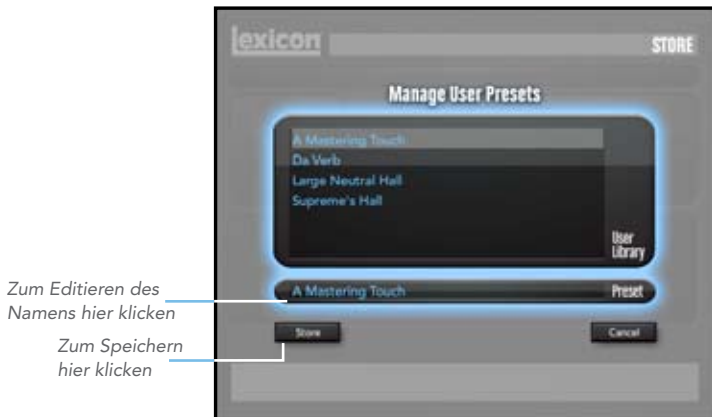 lexicon
STORE
Manage User Presets
A Mastering Touch
Da Verb
Large Neutral Hall
Supreme's Hall
User
Library
Zum Editieren des
Namens hier klicken
A Mastering Touch
Preset
Store
Cancel
Zum Speichern
hier klicken